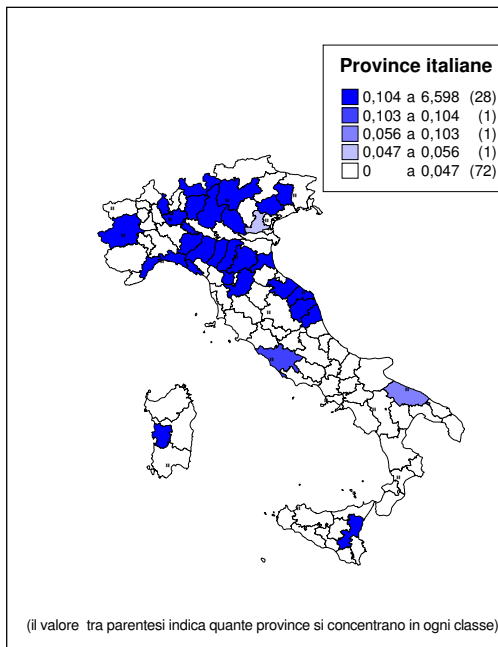 Province italiane
0,104 a 6,598 (28)
0,103 a 0,104 (1)
0,056 a 0,103 (1)
0,047 a 0,056 (1)
0 a 0,047 (72)
(il valore tra parentesi indica quante province si concentrano in ogni classe)